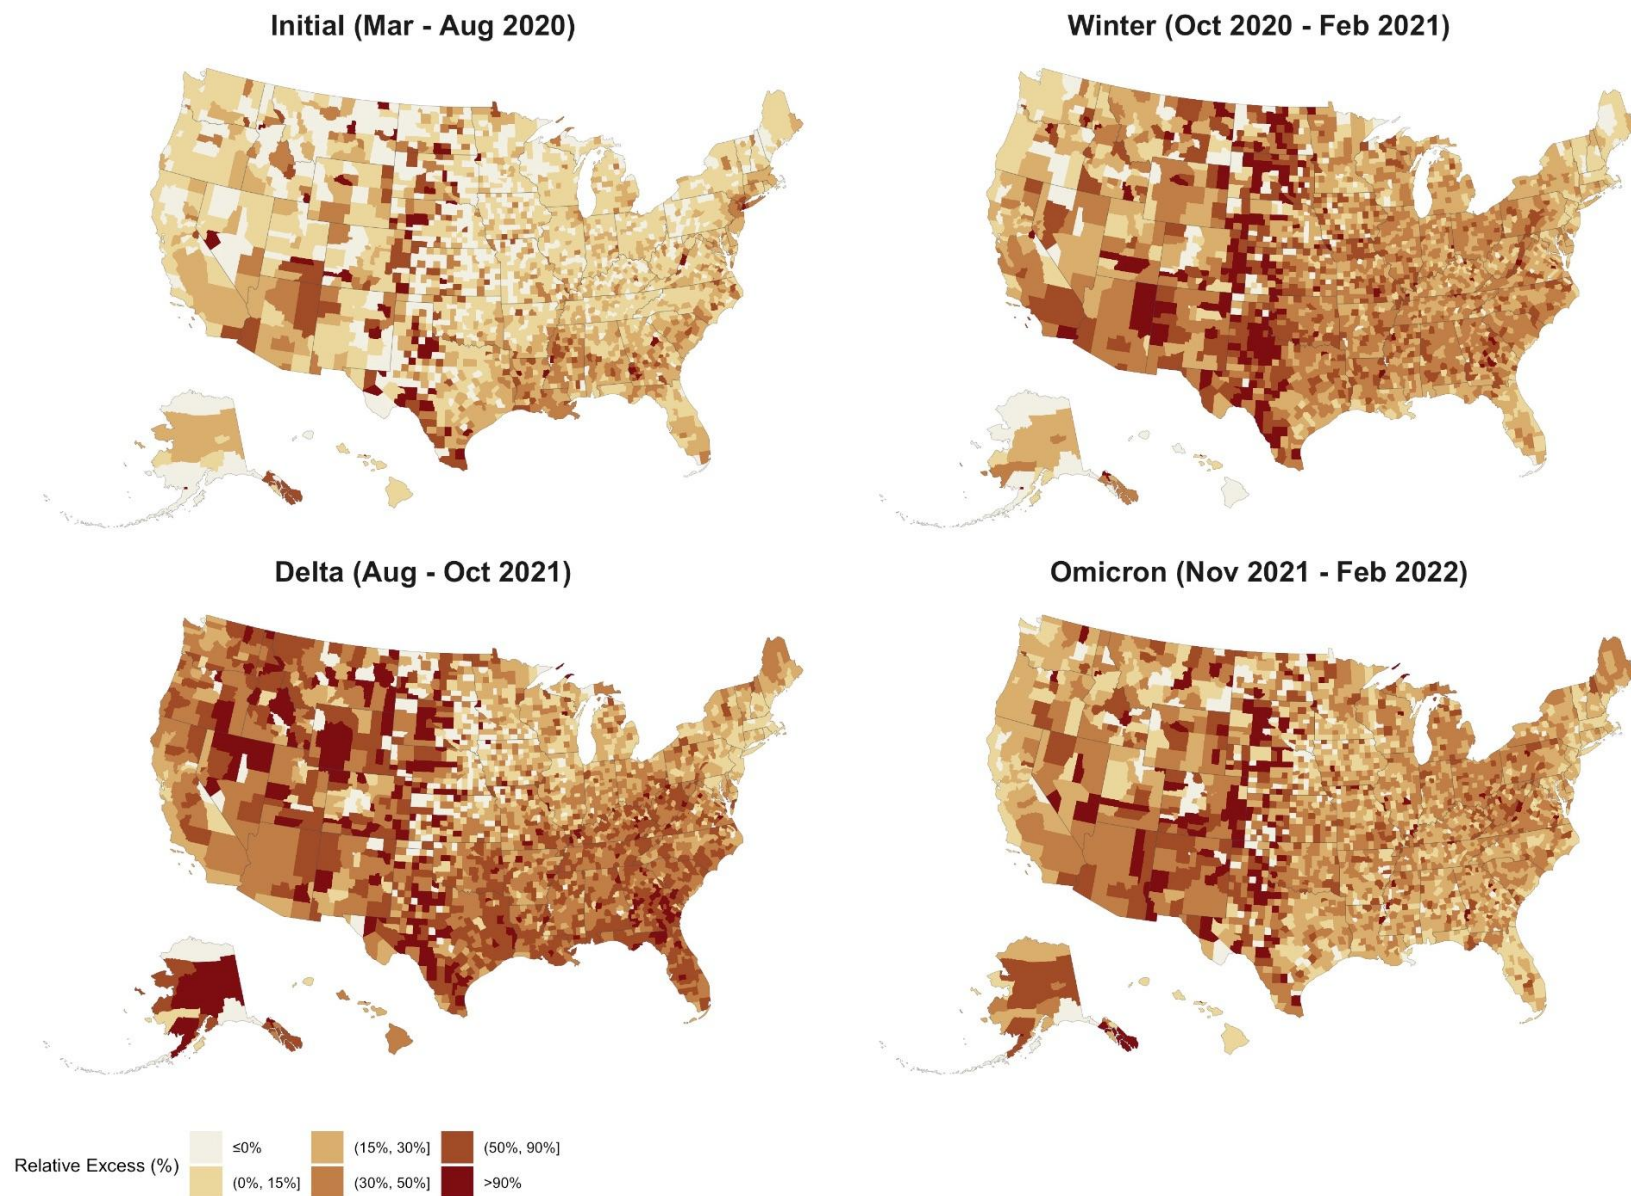 Initial (Mar - Aug 2020)
Winter (Oct 2020 - Feb 2021)
Delta (Aug - Oct 2021)
Omicron (Nov 2021 - Feb 2022)
Relative Excess (%)
≤0%
(15%, 30%]
(50%, 90%]
(0%, 15%]
(30%, 50%]
>90%